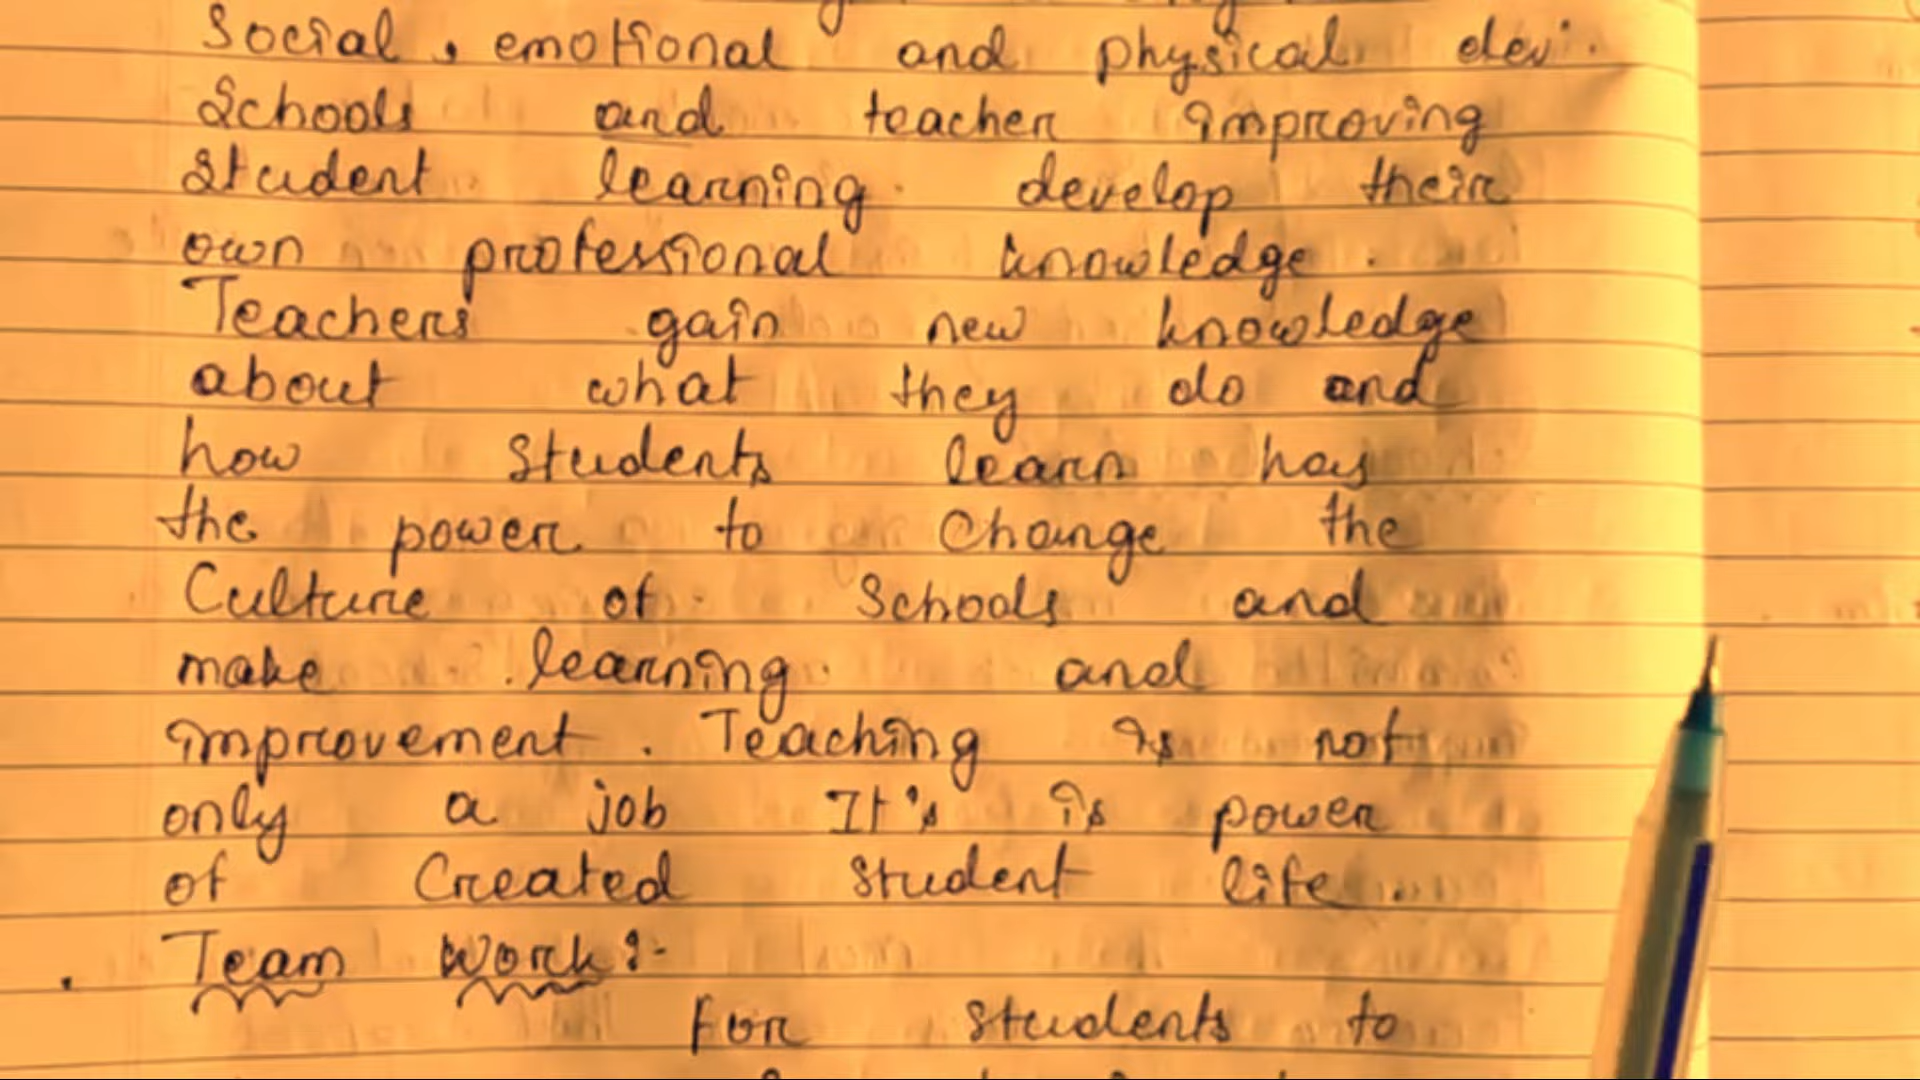 Social, emotional and physical dev.
Schools and teacher improving
student learning develop their
own professional knowledge.
Teachers gain new knowledge
about what they do and
how students learn has
the power to change the
Culture of Schools and
make learning and
improvement. Teaching is not
only a job It's is power
of Created student life.
Team Work:-
For students to